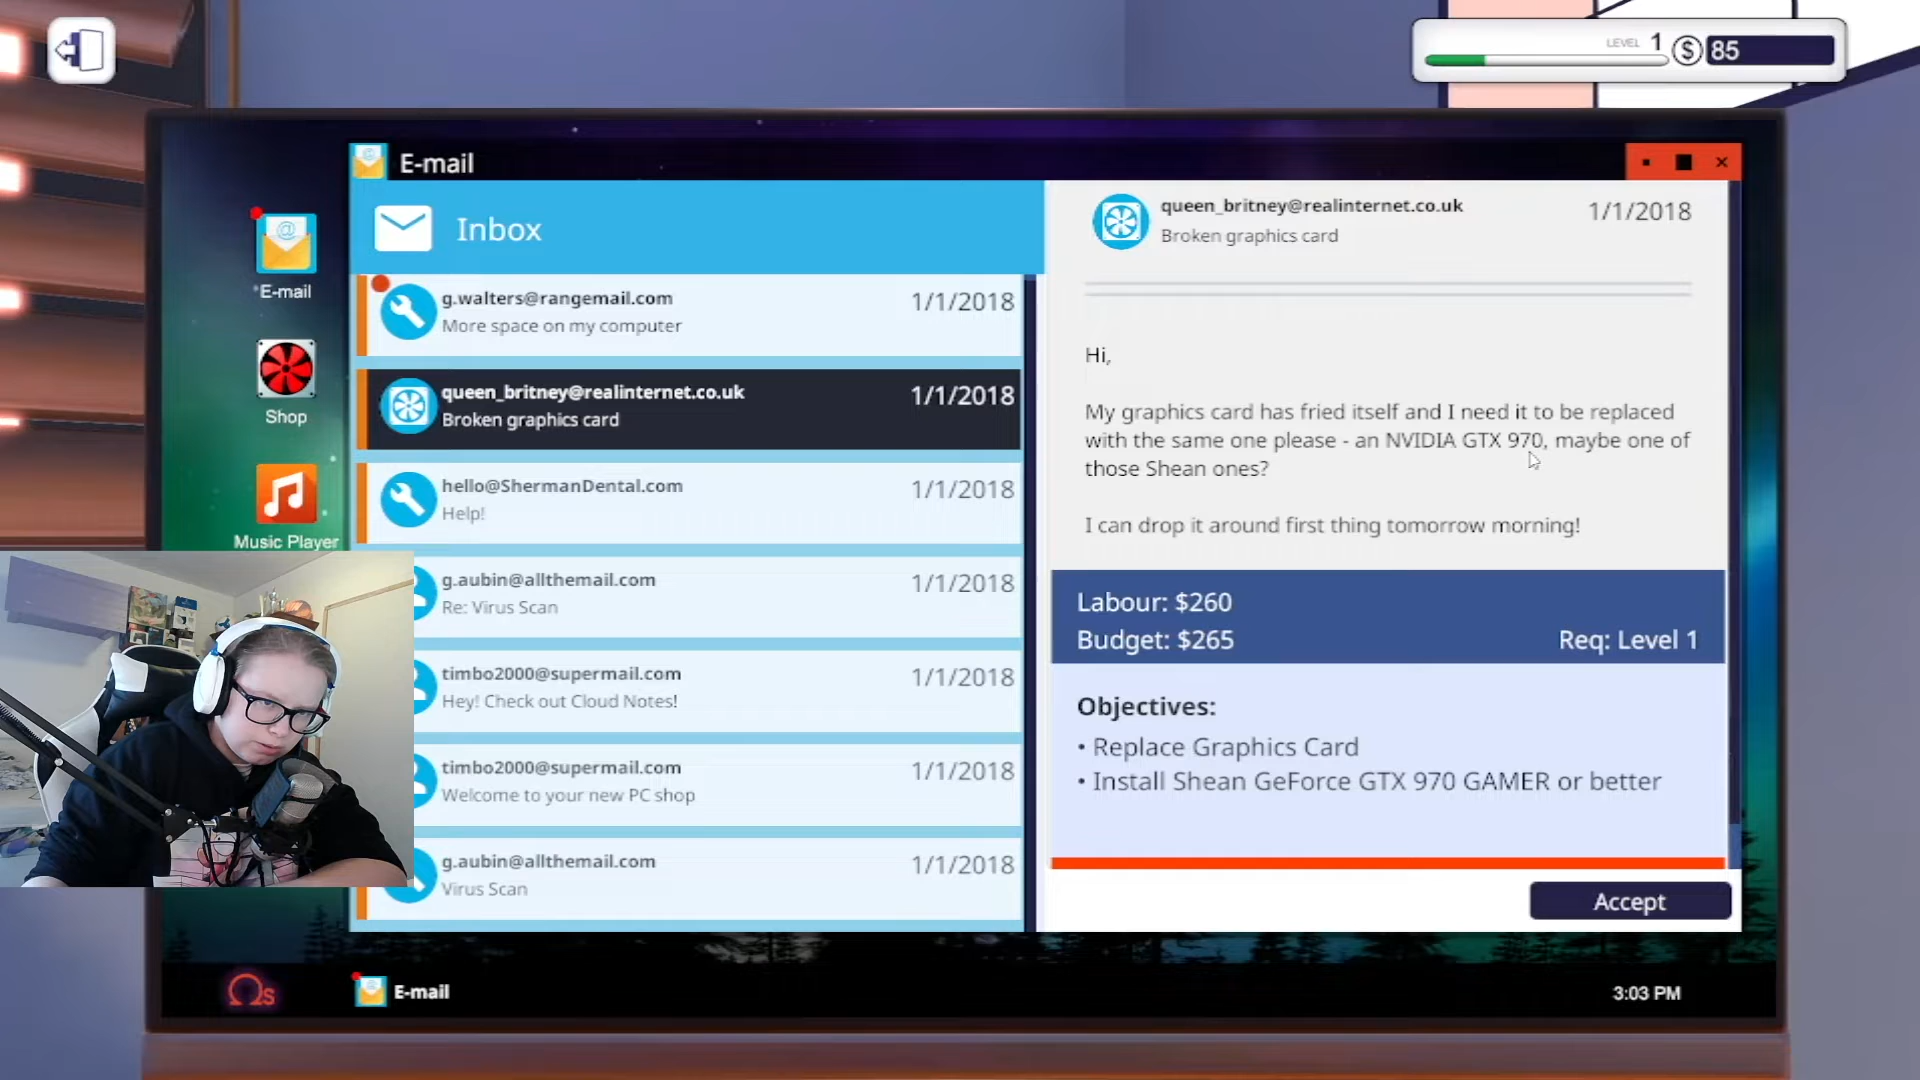 LEVEL 1
$ 85
E-mail
Inbox
E-mail
Shop
Music Player
g.walters@rangemail.com 1/1/2018
More space on my computer
queen_britney@realinternet.co.uk 1/1/2018
Broken graphics card
hello@ShermanDental.com 1/1/2018
Help!
g.aubin@allthemail.com 1/1/2018
Re: Virus Scan
timbo2000@supermail.com 1/1/2018
Hey! Check out Cloud Notes!
timbo2000@supermail.com 1/1/2018
Welcome to your new PC shop
g.aubin@allthemail.com 1/1/2018
Virus Scan
queen_britney@realinternet.co.uk 1/1/2018
Broken graphics card
Hi,
My graphics card has fried itself and I need it to be replaced
with the same one please - an NVIDIA GTX 970, maybe one of
those Shean ones?
I can drop it around first thing tomorrow morning!
Labour: $260
Budget: $265 Req: Level 1
Objectives:
• Replace Graphics Card
• Install Shean GeForce GTX 970 GAMER or better
Accept
Ωs
E-mail
3:03 PM